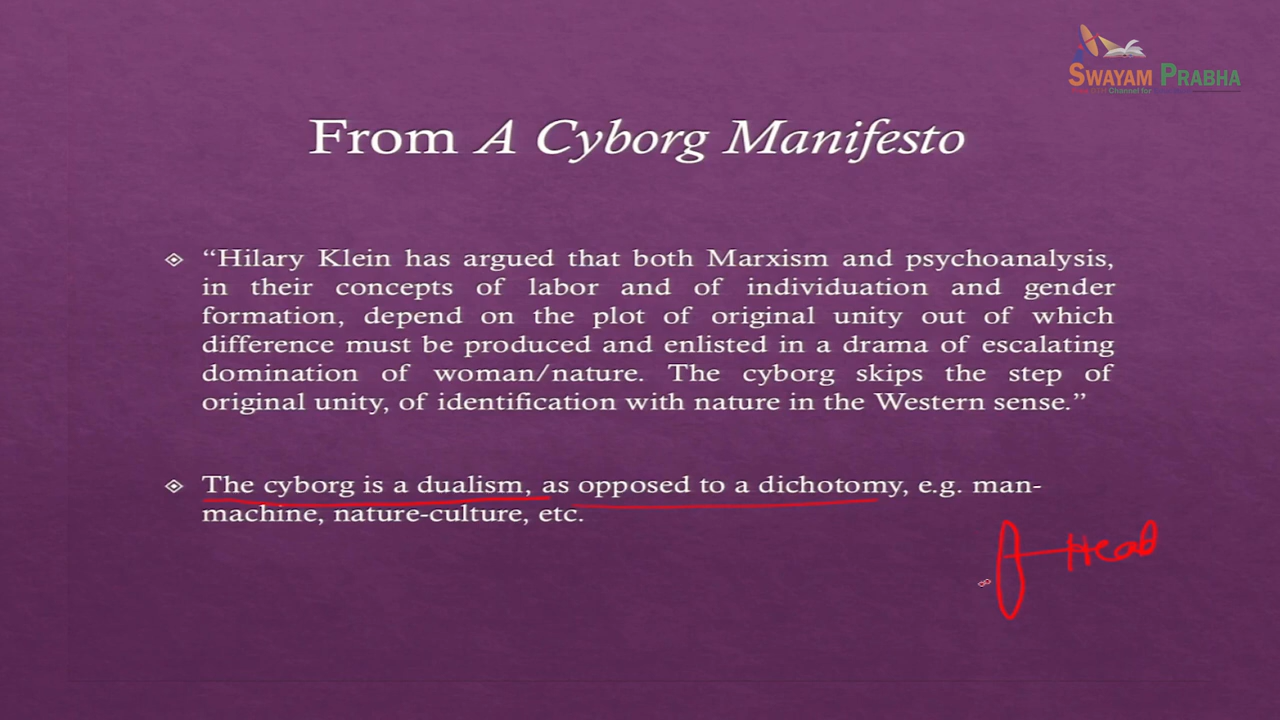 SWAYAM PRABHA
From A Cyborg Manifesto
“Hilary Klein has argued that both Marxism and psychoanalysis,
in their concepts of labor and of individuation and gender
formation, depend on the plot of original unity out of which
difference must be produced and enlisted in a drama of escalating
domination of woman/nature. The cyborg skips the step of
original unity, of identification with nature in the Western sense.”
The cyborg is a dualism, as opposed to a dichotomy, e.g. man-
machine, nature-culture, etc.
Head